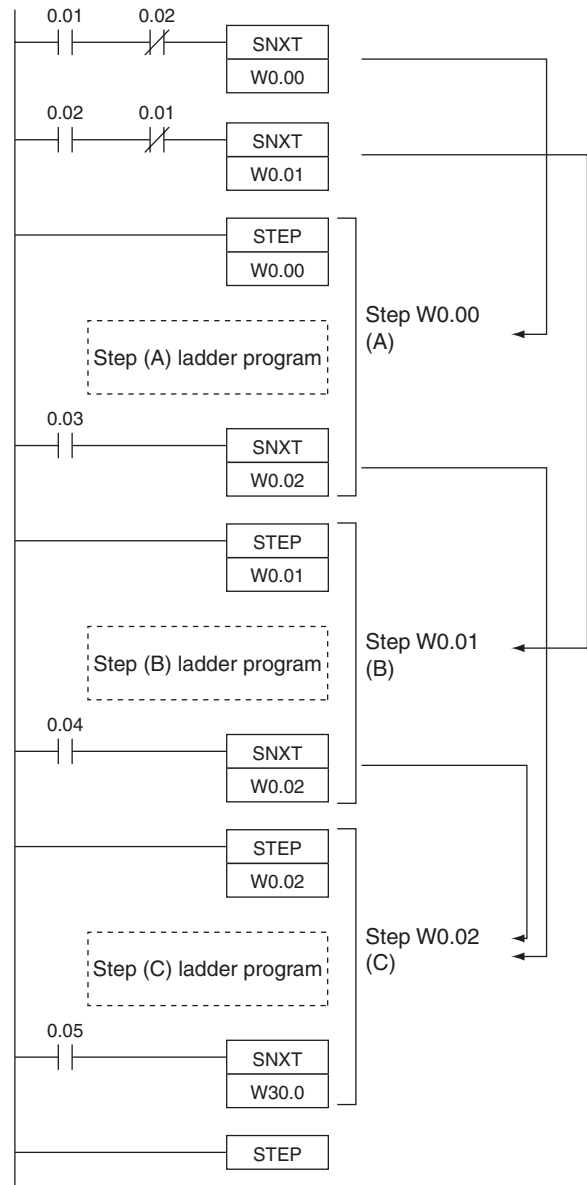 0.01 0.02
SNXT
W0.00
0.02 0.01
SNXT
W0.01
STEP
W0.00
Step W0.00
(A)
Step (A) ladder program
0.03
SNXT
W0.02
STEP
W0.01
Step W0.01
(B)
Step (B) ladder program
0.04
SNXT
W0.02
STEP
W0.02
Step W0.02
(C)
Step (C) ladder program
0.05
SNXT
W30.0
STEP